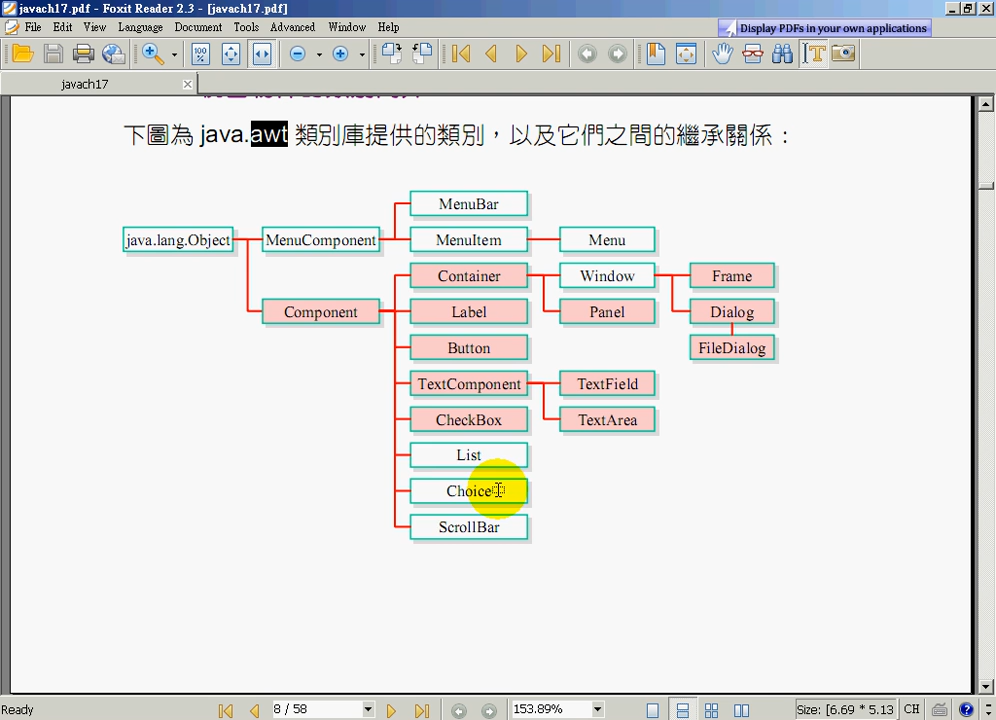 javach17.pdf - Foxit Reader 2.3 - [javach17.pdf]
File Edit View Language Document Tools Advanced Window Help
Display PDFs in your own applications
javach17
下圖為 java.awt 類別庫提供的類別，以及它們之間的繼承關係：
MenuBar
java.lang.Object MenuComponent MenuItem Menu
Container Window Frame
Component Label Panel Dialog
Button FileDialog
TextComponent TextField
CheckBox TextArea
List
Choice
ScrollBar
Ready 8 / 58 153.89% Size: [6.69 * 5.13 CH